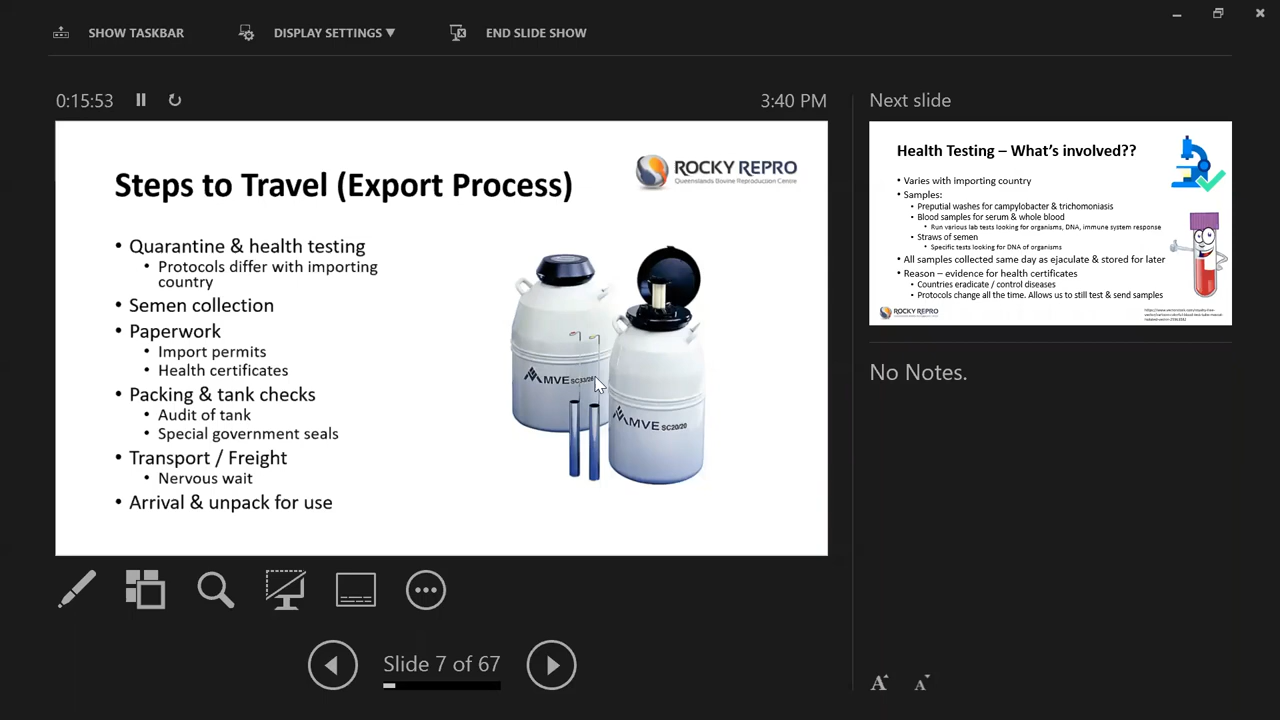 SHOW TASKBAR
DISPLAY SETTINGS ▼
END SLIDE SHOW
0:15:53
3:40 PM
Steps to Travel (Export Process)
ROCKY REPRO
Queenslands Bovine Reproduction Centre
• Quarantine & health testing
• Protocols differ with importing
country
• Semen collection
• Paperwork
• Import permits
• Health certificates
• Packing & tank checks
• Audit of tank
• Special government seals
• Transport / Freight
• Nervous wait
• Arrival & unpack for use
MVE SC33/26
MVE SC20/20
Slide 7 of 67
Next slide
Health Testing – What's involved??
• Varies with importing country
• Samples:
• Preputial washes for campylobacter & trichomoniasis
• Blood samples for serum & whole blood
• Run various lab tests looking for organisms, DNA, immune system response
• Straws of semen
• Specific tests looking for DNA of organisms
• All samples collected same day as ejaculate & stored for later
• Reason – evidence for health certificates
• Countries eradicate / control diseases
• Protocols change all the time. Allows us to still test & send samples
ROCKY REPRO
No Notes.
A A